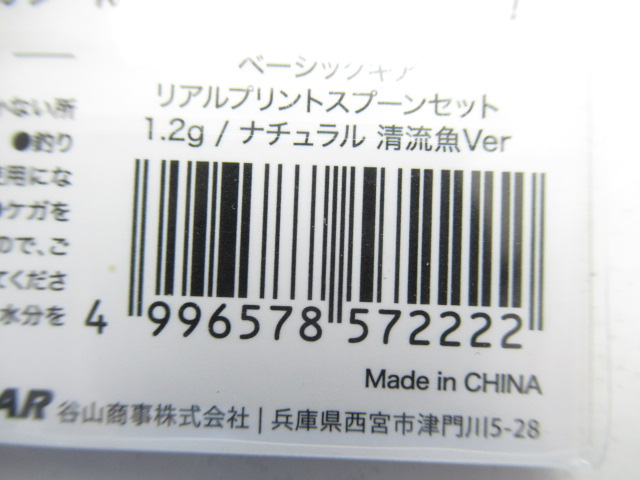 ベーシックギア
リアルプリントスプーンセット
1.2g / ナチュラル 清流魚Ver
ない所
●釣り
使用にな
ケガを
ので、ご
てくださ
水分を
4 996578 572222
Made in CHINA
AR 谷山商事株式会社 | 兵庫県西宮市津門川5-28